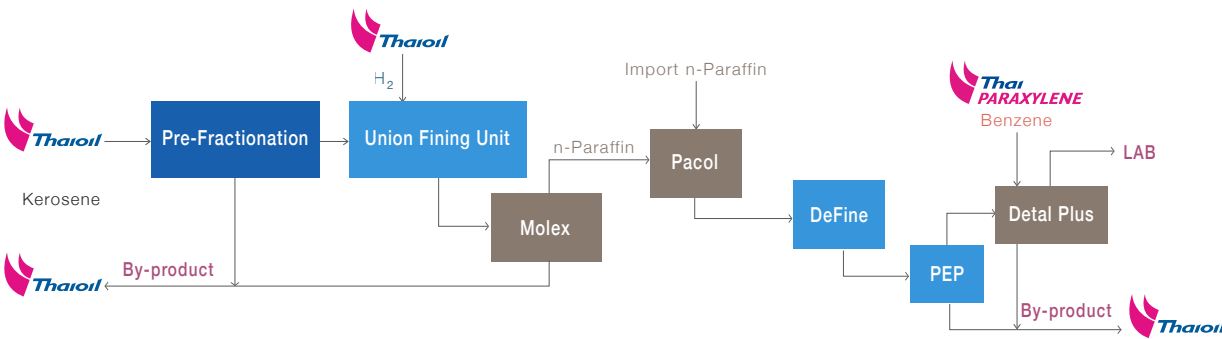 Thaioil
H2
Import n-Paraffin
Thai
PARAXYLENE
Benzene
Thaioil
Pre-Fractionation
Union Fining Unit
n-Paraffin
Pacol
LAB
Kerosene
Molex
DeFine
Detal Plus
By-product
Thaioil
PEP
By-product
Thaioil